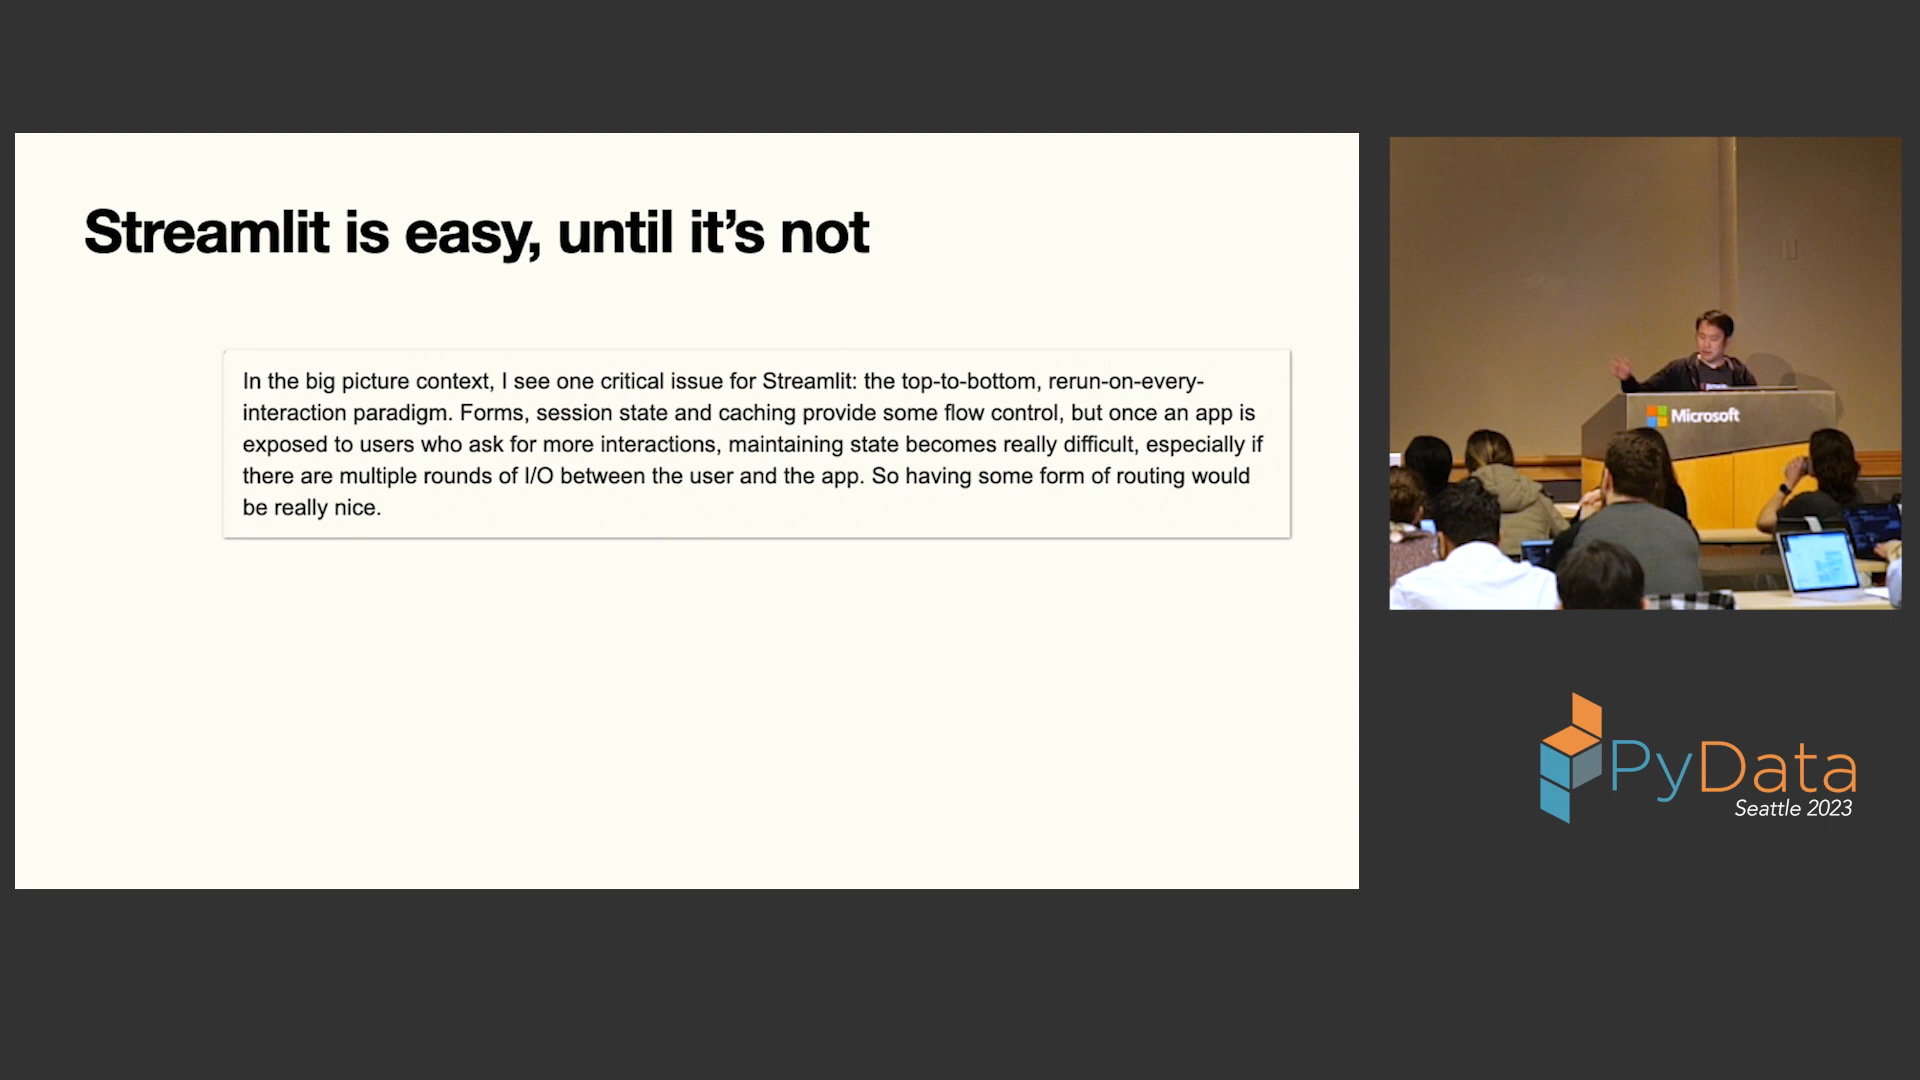 Streamlit is easy, until it’s not
In the big picture context, I see one critical issue for Streamlit: the top-to-bottom, rerun-on-every-
interaction paradigm. Forms, session state and caching provide some flow control, but once an app is
exposed to users who ask for more interactions, maintaining state becomes really difficult, especially if
there are multiple rounds of I/O between the user and the app. So having some form of routing would
be really nice.
Microsoft
PyData
Seattle 2023